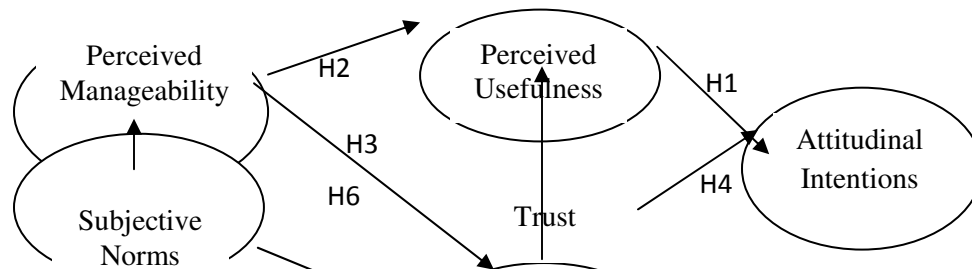 Perceived
Manageability
H2
Perceived
Usefulness
H1
H3
H6
H4
Attitudinal
Intentions
Subjective
Norms
Trust